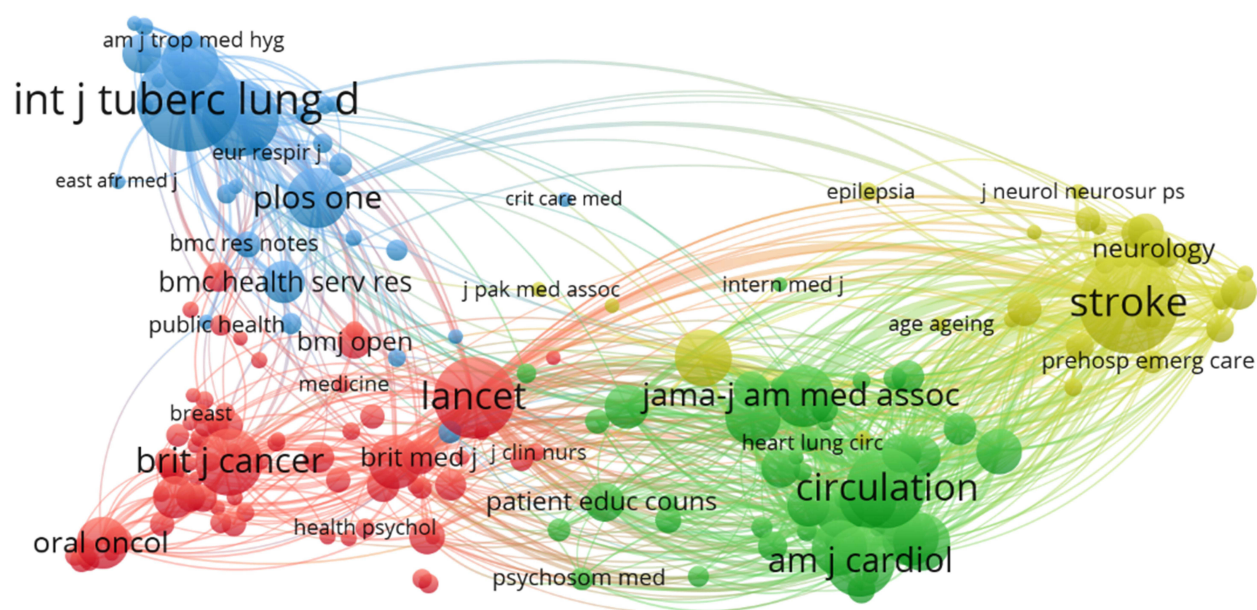 am j trop med hyg
int j tuberc lung d
eur respir j
east afr med j
plos one
crit care med
epilepsia
j neurol neurosur ps
bmc res notes
neurology
bmc health serv res
j pak med assoc
intern med j
stroke
public health
age ageing
bmj open
prehosp emerg care
medicine
lancet
jama-j am med assoc
breast
heart lung circ
brit j cancer
brit med j
j clin nurs
circulation
patient educ couns
health psychol
oral oncol
am j cardiol
psychosom med